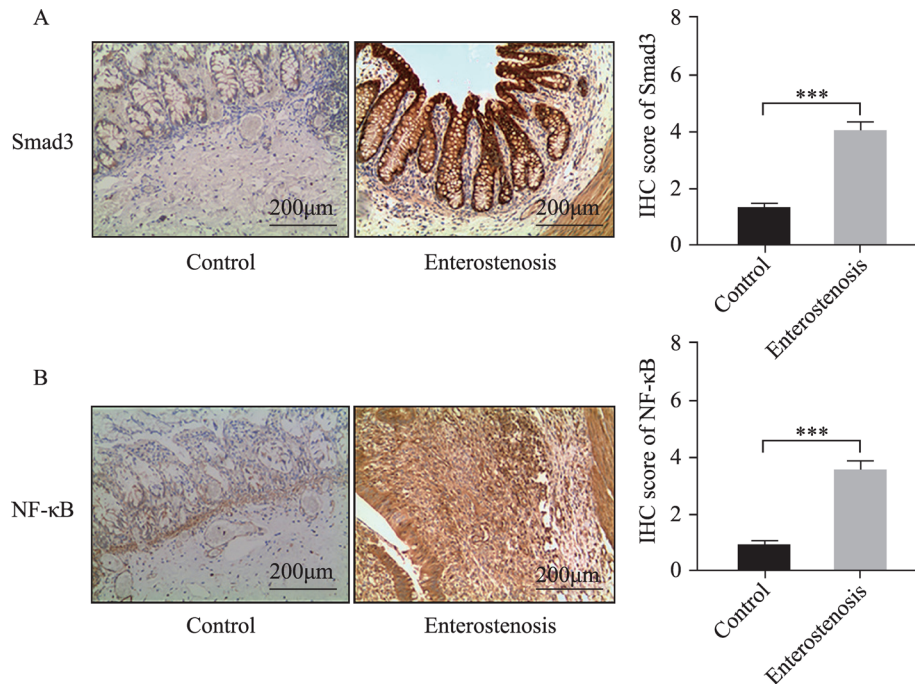 A
Smad3
200μm
200μm
Control
Enterostenosis
IHC score of Smad3
8
6
4
2
0
***
Control
Enterostenosis
B
NF-κB
200μm
200μm
Control
Enterostenosis
IHC score of NF-κB
8
6
4
2
0
***
Control
Enterostenosis